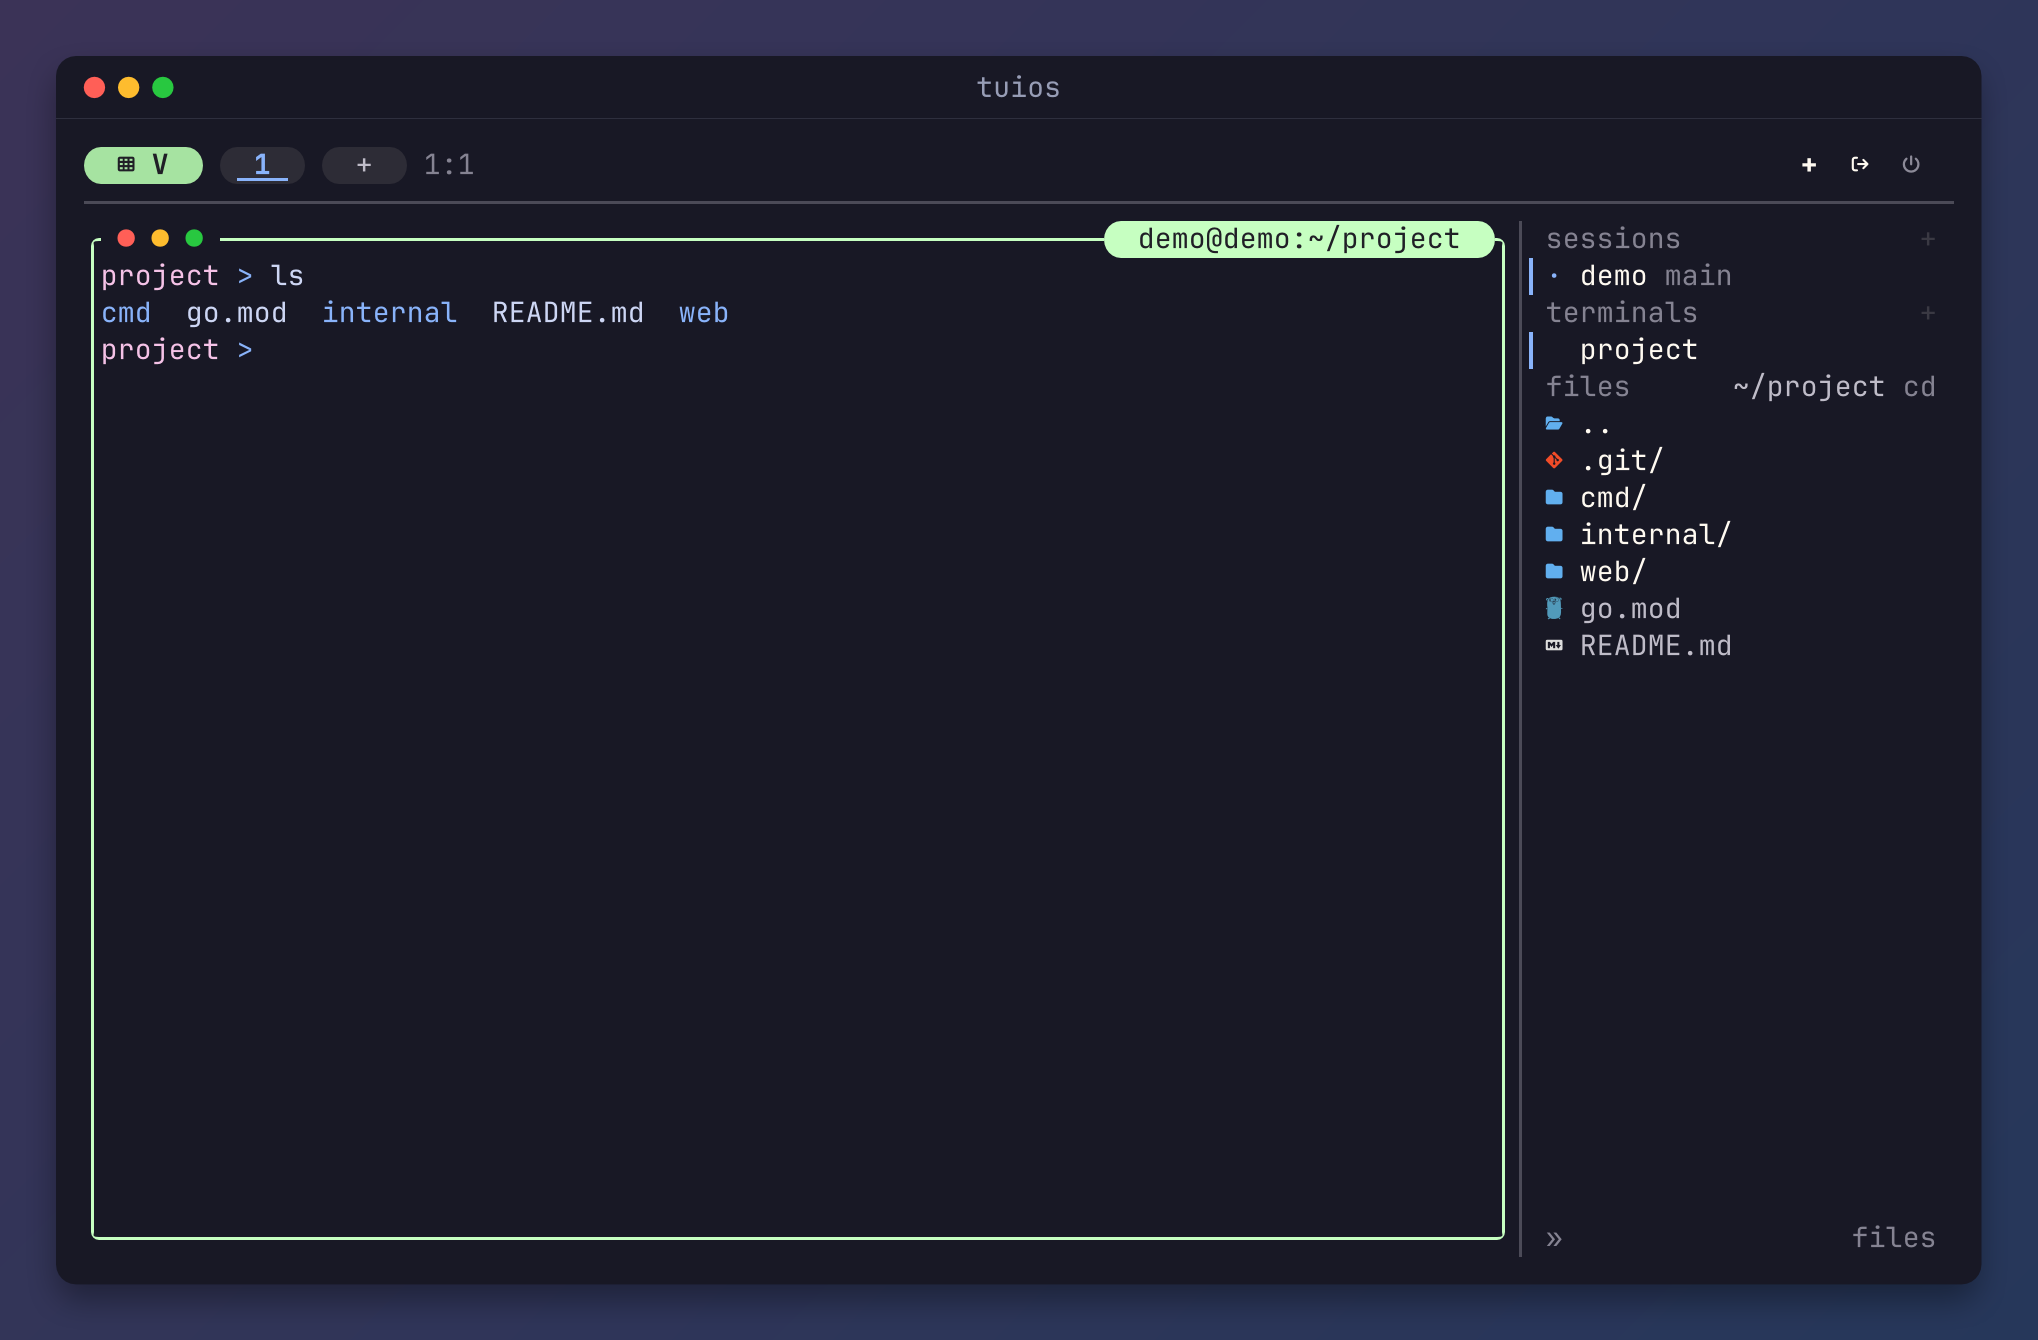 tuios
V 1 + 1:1
demo@demo:~/project
project > ls
cmd  go.mod  internal  README.md  web
project >
sessions +
· demo main
terminals +
project
files ~/project cd
..
.git/
cmd/
internal/
web/
go.mod
README.md
» files